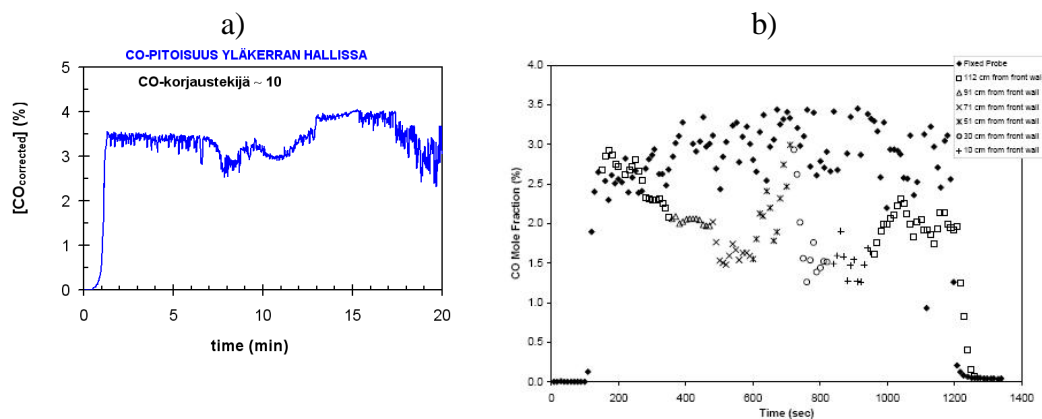 a)
CO-PITOISUUS YLÄKERRAN HALLISSA
CO-korjaustekijä ~ 10
[CO corrected] (%)
5
4
3
2
1
0
0 5 10 15 20
time (min)
b)
Fixed Probe
112 cm from front wall
91 cm from front wall
71 cm from front wall
51 cm from front wall
30 cm from front wall
10 cm from front wall
CO Mole Fraction (%)
4.0
3.5
3.0
2.5
2.0
1.5
1.0
0.5
0.0
0 200 400 600 800 1000 1200 1400
Time (sec)